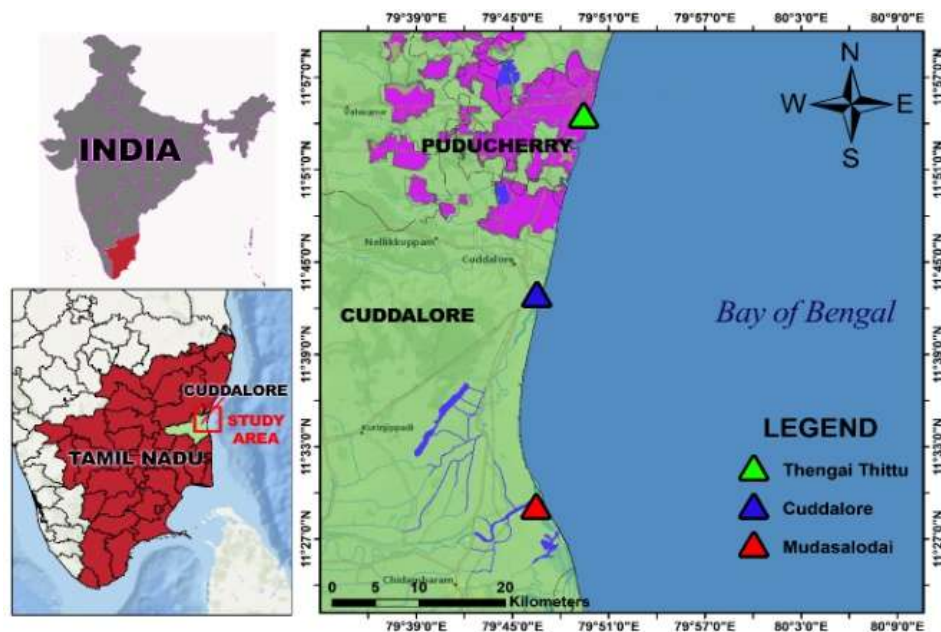 INDIA
CUDDALORE
STUDY
AREA
TAMIL NADU
79°39'0"E 79°45'0"E 79°51'0"E 79°57'0"E 80°3'0"E 80°9'0"E
11°57'0"N
11°51'0"N
11°45'0"N
11°39'0"N
11°33'0"N
11°27'0"N
PUDUCHERRY
Nellikkuppam
Cuddalore
CUDDALORE
Kurinjippadi
Chidambaram
0 5 10 20
Kilometers
N
W E
S
Bay of Bengal
LEGEND
Thengai Thittu
Cuddalore
Mudasalodai
11°57'0"N
11°51'0"N
11°45'0"N
11°39'0"N
11°33'0"N
11°27'0"N
79°39'0"E 79°45'0"E 79°51'0"E 79°57'0"E 80°3'0"E 80°9'0"E